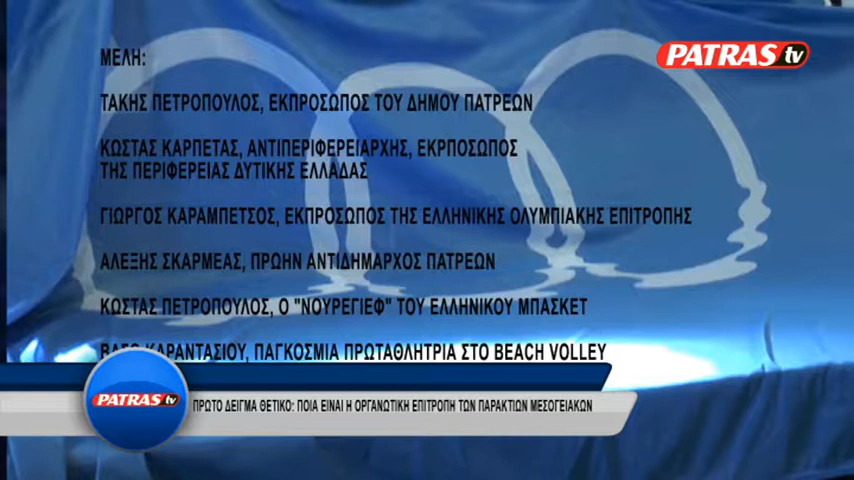 ΜΕΛΗ:
PATRAS tv
ΤΑΚΗΣ ΠΕΤΡΟΠΟΥΛΟΣ, ΕΚΠΡΟΣΩΠΟΣ ΤΟΥ ΔΗΜΟΥ ΠΑΤΡΕΩΝ
ΚΩΣΤΑΣ ΚΑΡΠΕΤΑΣ, ΑΝΤΙΠΕΡΙΦΕΡΕΙΑΡΧΗΣ, ΕΚΡΠΟΣΩΠΟΣ
ΤΗΣ ΠΕΡΙΦΕΡΕΙΑΣ ΔΥΤΙΚΗΣ ΕΛΛΑΔΑΣ
ΓΙΩΡΓΟΣ ΚΑΡΑΜΠΕΤΣΟΣ, ΕΚΠΡΟΣΩΠΟΣ ΤΗΣ ΕΛΛΗΝΙΚΗΣ ΟΛΥΜΠΙΑΚΗΣ ΕΠΙΤΡΟΠΗΣ
ΑΛΕΞΗΣ ΣΚΑΡΜΕΑΣ, ΠΡΩΗΝ ΑΝΤΙΔΗΜΑΡΧΟΣ ΠΑΤΡΕΩΝ
ΚΩΣΤΑΣ ΠΕΤΡΟΠΟΥΛΟΣ, Ο "ΝΟΥΡΕΓΙΕΦ" ΤΟΥ ΕΛΛΗΝΙΚΟΥ ΜΠΑΣΚΕΤ
ΚΑΡΑΝΤΑΣΙΟΥ, ΠΑΓΚΟΣΜΙΑ ΠΡΩΤΑΘΛΗΤΡΙΑ ΣΤΟ BEACH VOLLEY
PATRAS tv
ΠΡΩΤΟ ΔΕΙΓΜΑ ΘΕΤΙΚΟ: ΠΟΙΑ ΕΙΝΑΙ Η ΟΡΓΑΝΩΤΙΚΗ ΕΠΙΤΡΟΠΗ ΤΩΝ ΠΑΡΑΚΤΙΩΝ ΜΕΣΟΓΕΙΑΚΩΝ